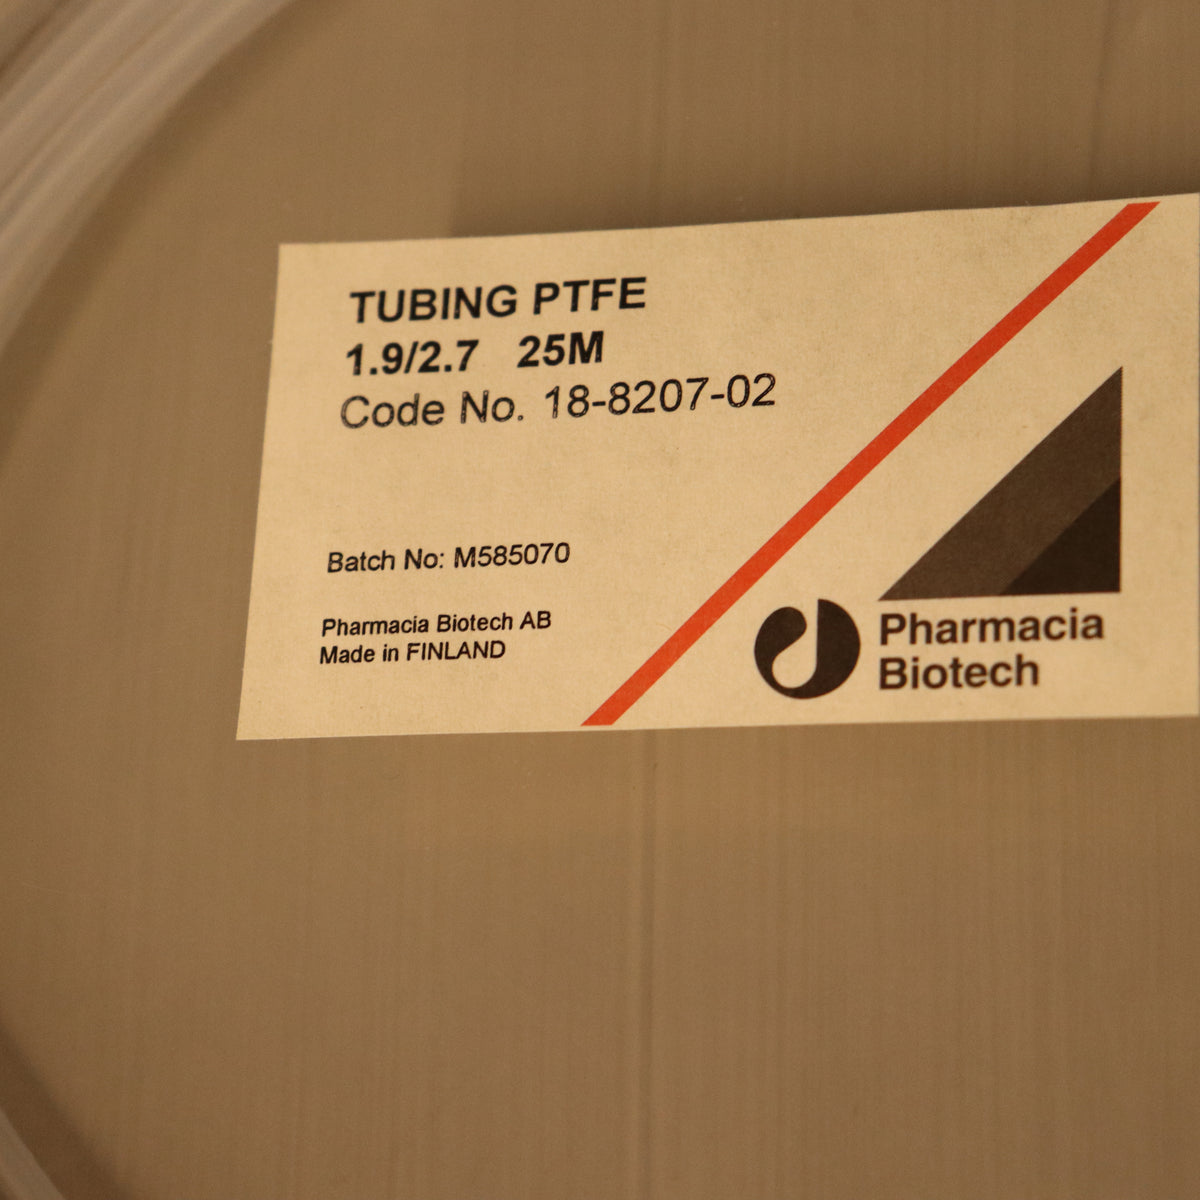 TUBING PTFE
1.9/2.7 25M
Code No. 18-8207-02
Batch No: M585070
Pharmacia Biotech AB
Made in FINLAND
Pharmacia
Biotech